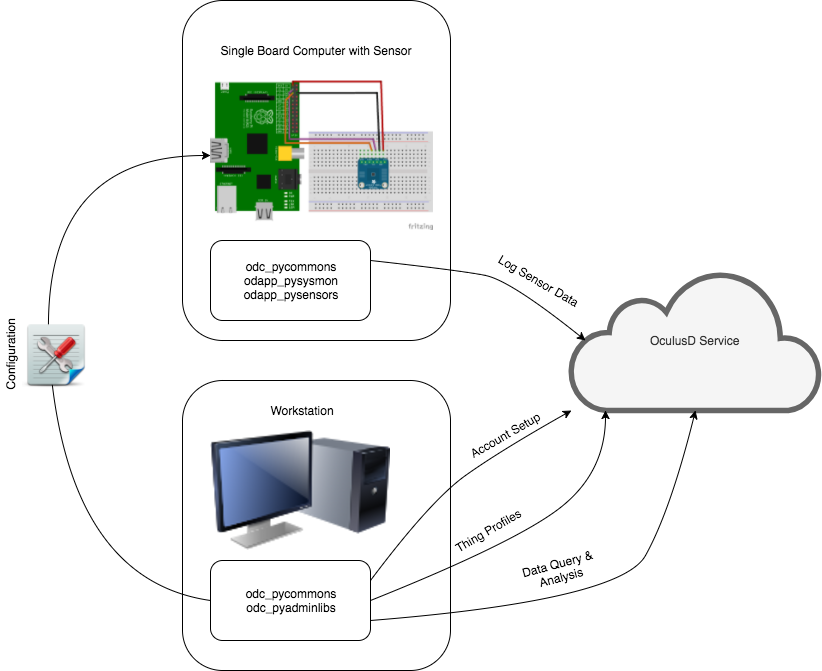 Single Board Computer with Sensor
fritzing
odc_pycommons
odapp_pysysmon
odapp_pysensors
Log Sensor Data
OculusD Service
Configuration
Workstation
Account Setup
Thing Profiles
Data Query &
Analysis
odc_pycommons
odc_pyadminlibs